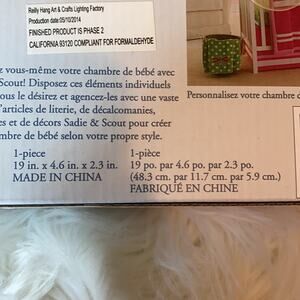 Reilly Hang Art & Crafts Lighting Factory
Production date:05/10/2014
FINISHED PRODUCT IS PHASE 2
CALIFORNIA 93120 COMPLIANT FOR FORMALDEHYDE
z vous-même votre chambre de bébé avec
Scout! Disposez ces éléments individuels
us le désirez et agencez-les avec une vaste
'articles de literie, de décalcomanies,
es et de décors Sadie & Scout pour créer
mbre de bébé selon votre propre style.
Personnalisez votre chambre d
1-piece
19 in. x 4.6 in. x 2.3 in.
MADE IN CHINA
1-pièce
19 po. par 4.6 po. par 2.3 po.
(48.3 cm. par 11.7 cm. par 5.9 cm.)
FABRIQUÉ EN CHINE